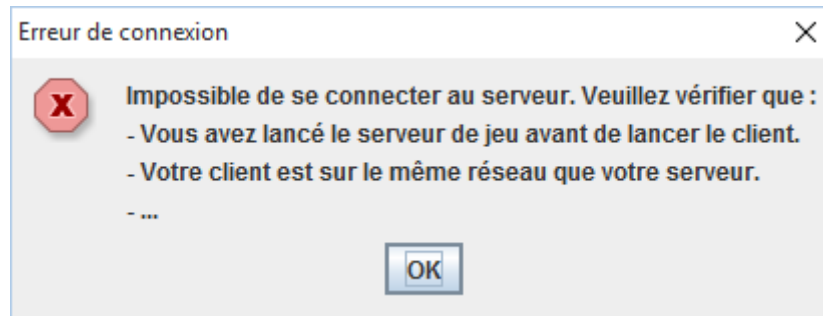 Erreur de connexion
Impossible de se connecter au serveur. Veuillez vérifier que :
- Vous avez lancé le serveur de jeu avant de lancer le client.
- Votre client est sur le même réseau que votre serveur.
- ...
OK